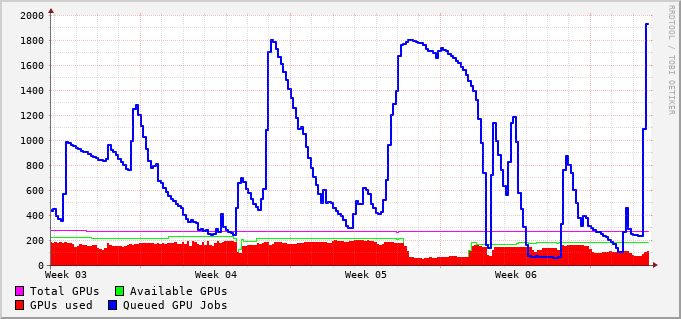 2000
1800
1600
1400
1200
1000
800
600
400
200
0
Week 03 Week 04 Week 05 Week 06
Total GPUs Available GPUs
GPUs used Queued GPU Jobs
RRDTOOL / TOBI OETIKER